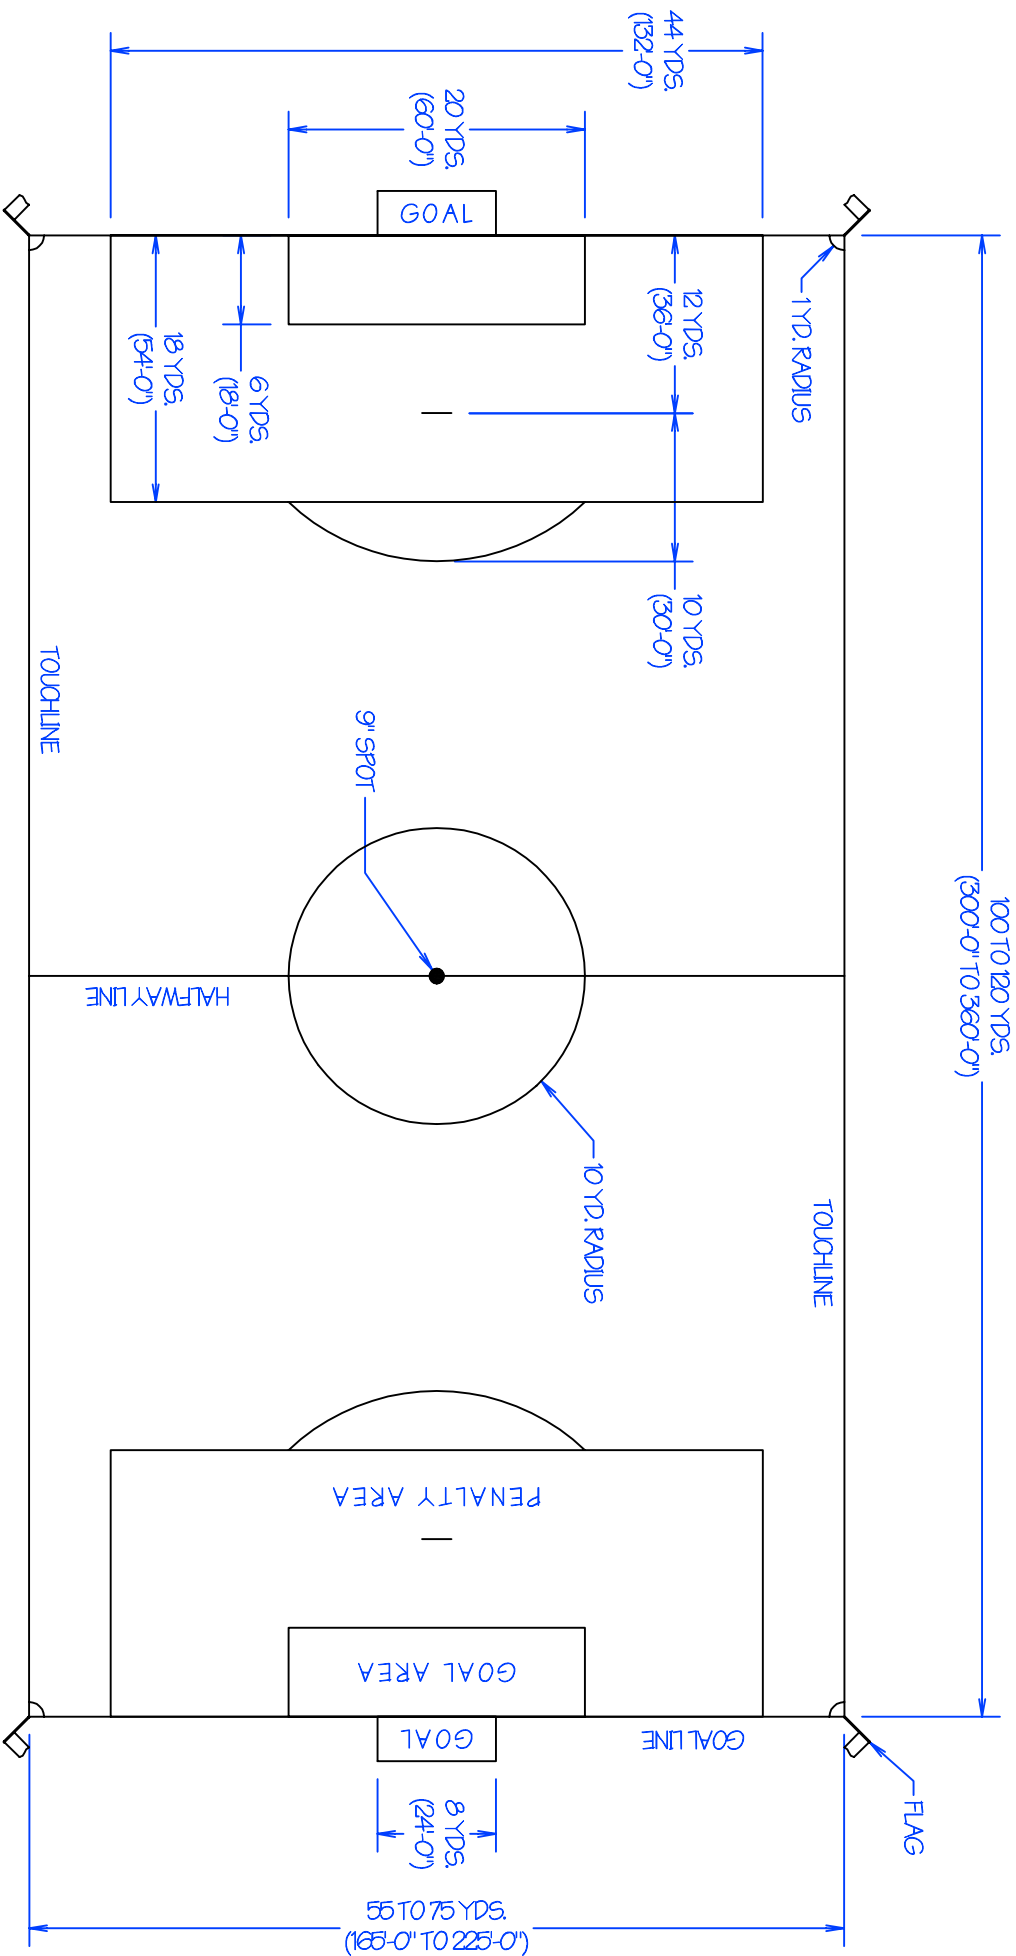 44 YDS.
(132'-0")
20 YDS.
(60'-0")
GOAL
12 YDS.
(36'-0")
1 YD. RADIUS
18 YDS.
(54'-0")
6 YDS.
(18'-0")
10 YDS.
(30'-0")
TOUCHLINE
9" SPOT
100 TO 120 YDS.
(300'-0" TO 360'-0")
HALFWAY LINE
10 YD. RADIUS
TOUCHLINE
PENALTY AREA
GOAL AREA
GOAL
GOAL LINE
FLAG
8 YDS.
(24'-0")
55 TO 75 YDS.
(165'-0" TO 225'-0")